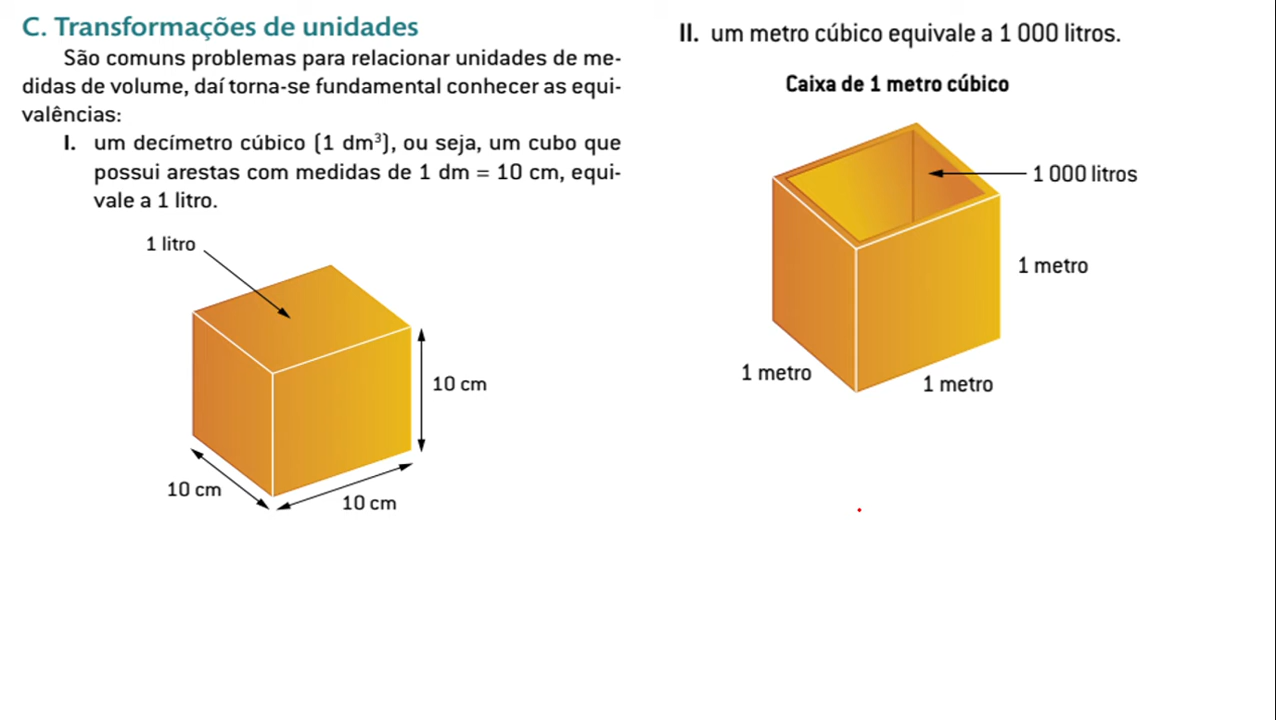 C. Transformações de unidades
São comuns problemas para relacionar unidades de me-
didas de volume, daí torna-se fundamental conhecer as equi-
valências:
I. um decímetro cúbico (1 dm³), ou seja, um cubo que
possui arestas com medidas de 1 dm = 10 cm, equi-
vale a 1 litro.
1 litro
10 cm
10 cm
10 cm
II. um metro cúbico equivale a 1 000 litros.
Caixa de 1 metro cúbico
1 000 litros
1 metro
1 metro
1 metro